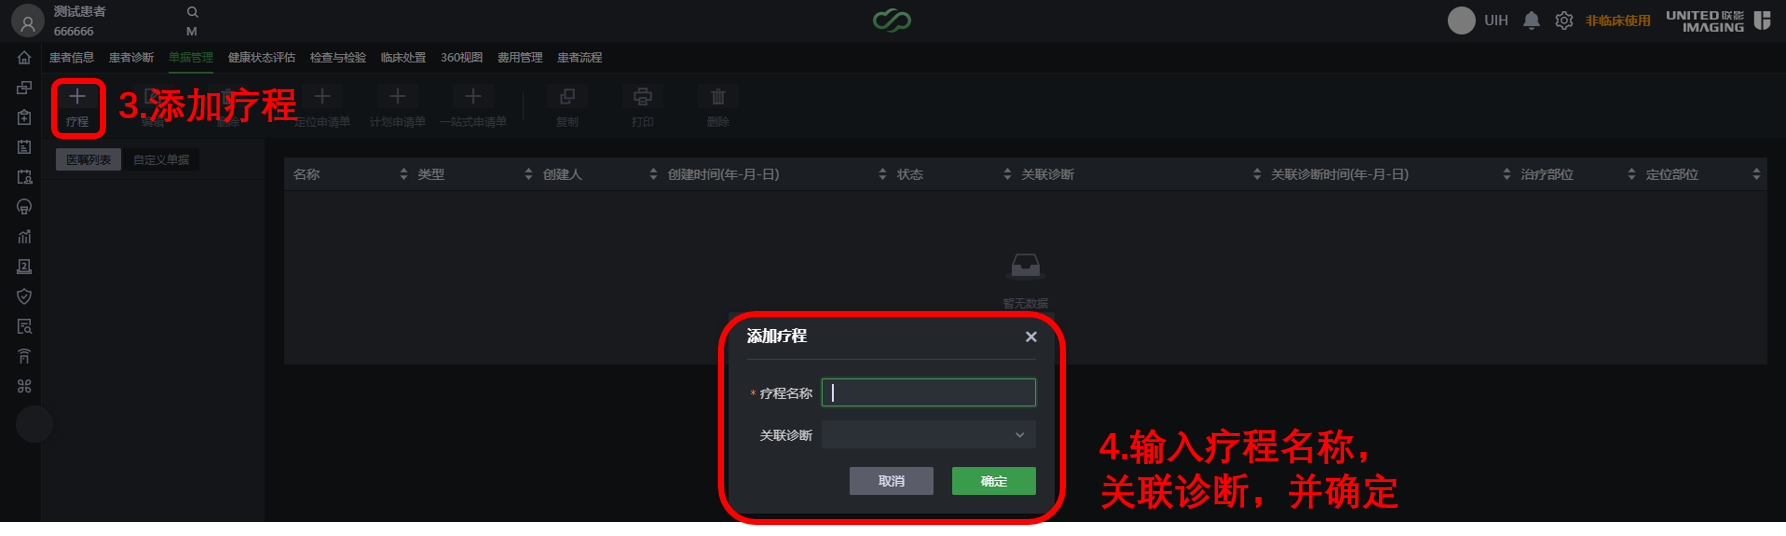 测试患者
666666 M
UIH 非临床使用 UNITED 联影 IMAGING
患者信息 患者诊断 单据管理 健康状态评估 检查与检验 临床处置 360视图 费用管理 患者流程
3.添加疗程
疗程 编辑 删除 定位申请单 计划申请单 一站式申请单 复制 打印 删除
医嘱列表 自定义单据
名称 类型 创建人 创建时间(年-月-日) 状态 关联诊断 关联诊断时间(年-月-日) 治疗部位 定位部位
暂无数据
添加疗程
* 疗程名称
关联诊断
取消 确定
4.输入疗程名称，
关联诊断，并确定